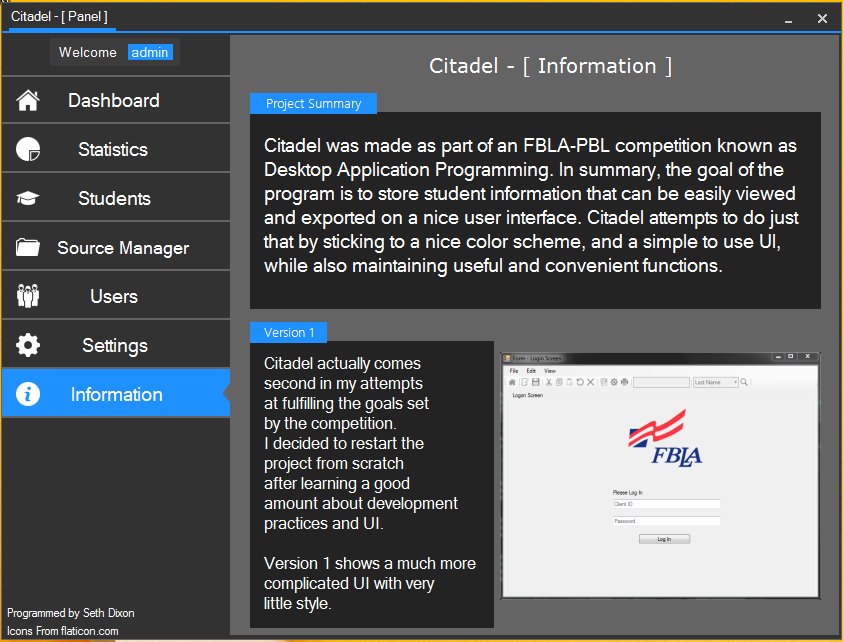 Citadel - [ Panel ]
Welcome admin
Dashboard
Statistics
Students
Source Manager
Users
Settings
Information
Programmed by Seth Dixon
Icons From flaticon.com
Citadel - [ Information ]
Project Summary
Citadel was made as part of an FBLA-PBL competition known as
Desktop Application Programming. In summary, the goal of the
program is to store student information that can be easily viewed
and exported on a nice user interface. Citadel attempts to do just
that by sticking to a nice color scheme, and a simple to use UI,
while also maintaining useful and convenient functions.
Version 1
Citadel actually comes
second in my attempts
at fulfilling the goals set
by the competition.
I decided to restart the
project from scratch
after learning a good
amount about development
practices and UI.
Version 1 shows a much more
complicated UI with very
little style.
Form - Login Screen
File Edit View
Last Name
Logon Screen
FBLA
Please Log In
Client ID
Password
Log In